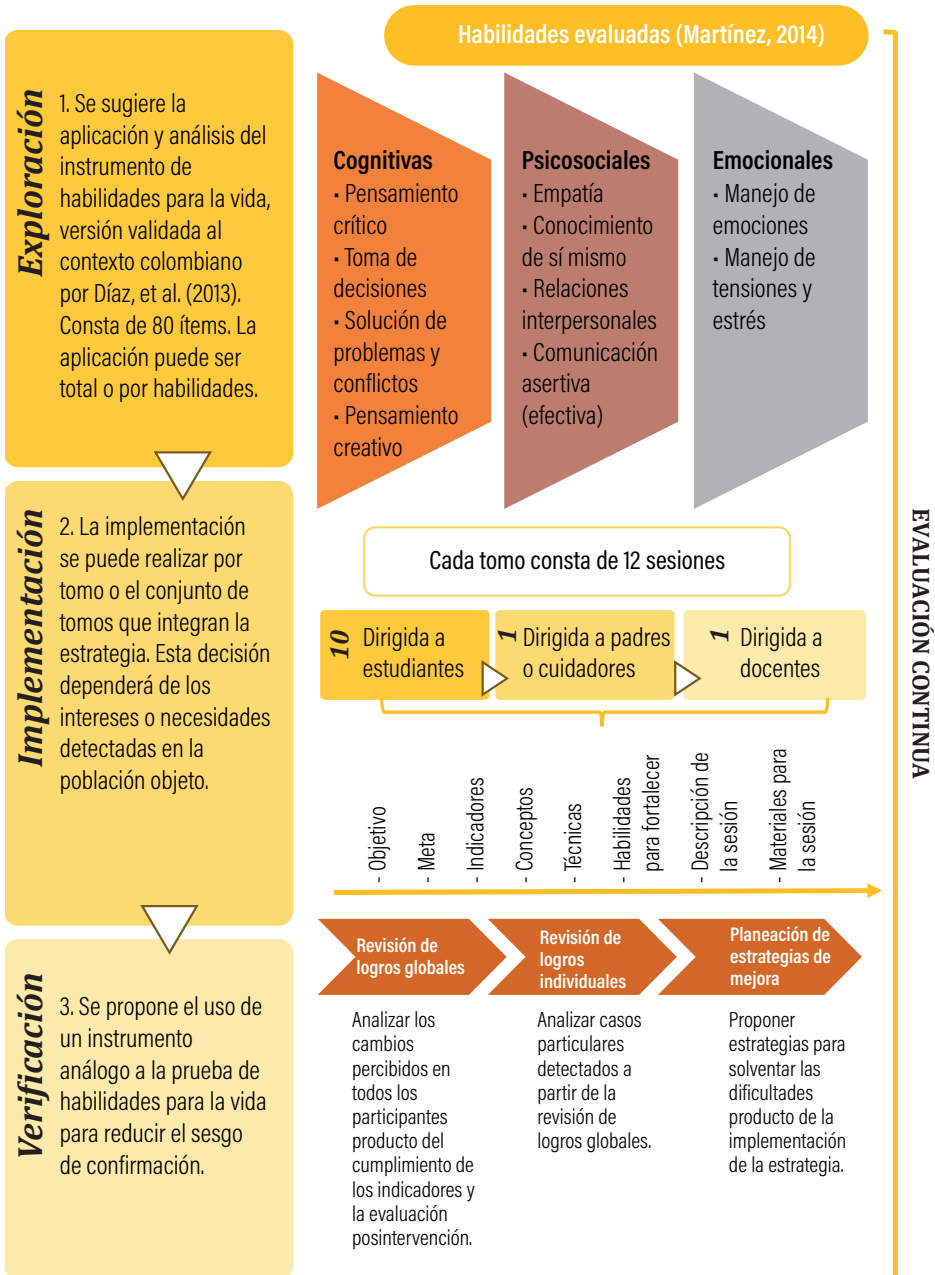 Habilidades evaluadas (Martínez, 2014)
Exploración
1. Se sugiere la
aplicación y análisis del
instrumento de
habilidades para la vida,
versión validada al
contexto colombiano
por Díaz, et al. (2013).
Consta de 80 ítems. La
aplicación puede ser
total o por habilidades.
Cognitivas
· Pensamiento
crítico
· Toma de
decisiones
· Solución de
problemas y
conflictos
· Pensamiento
creativo
Psicosociales
· Empatía
· Conocimiento
de sí mismo
· Relaciones
interpersonales
· Comunicación
asertiva
(efectiva)
Emocionales
· Manejo de
emociones
· Manejo de
tensiones y
estrés
Implementación
2. La implementación
se puede realizar por
tomo o el conjunto de
tomos que integran la
estrategia. Esta decisión
dependerá de los
intereses o necesidades
detectadas en la
población objeto.
Cada tomo consta de 12 sesiones
10
Dirigida a
estudiantes
1
Dirigida a padres
o cuidadores
1
Dirigida a
docentes
- Objetivo
- Meta
- Indicadores
- Conceptos
- Técnicas
- Habilidades
para fortalecer
- Descripción de
la sesión
- Materiales para
la sesión
Verificación
3. Se propone el uso de
un instrumento
análogo a la prueba de
habilidades para la vida
para reducir el sesgo
de confirmación.
Revisión de
logros globales
Analizar los
cambios
percibidos en
todos los
participantes
producto del
cumplimiento de
los indicadores y
la evaluación
posintervención.
Revisión de
logros
individuales
Analizar casos
particulares
detectados a
partir de la
revisión de
logros globales.
Planeación de
estrategias de
mejora
Proponer
estrategias para
solventar las
dificultades
producto de la
implementación
de la estrategia.
EVALUACIÓN CONTINUA